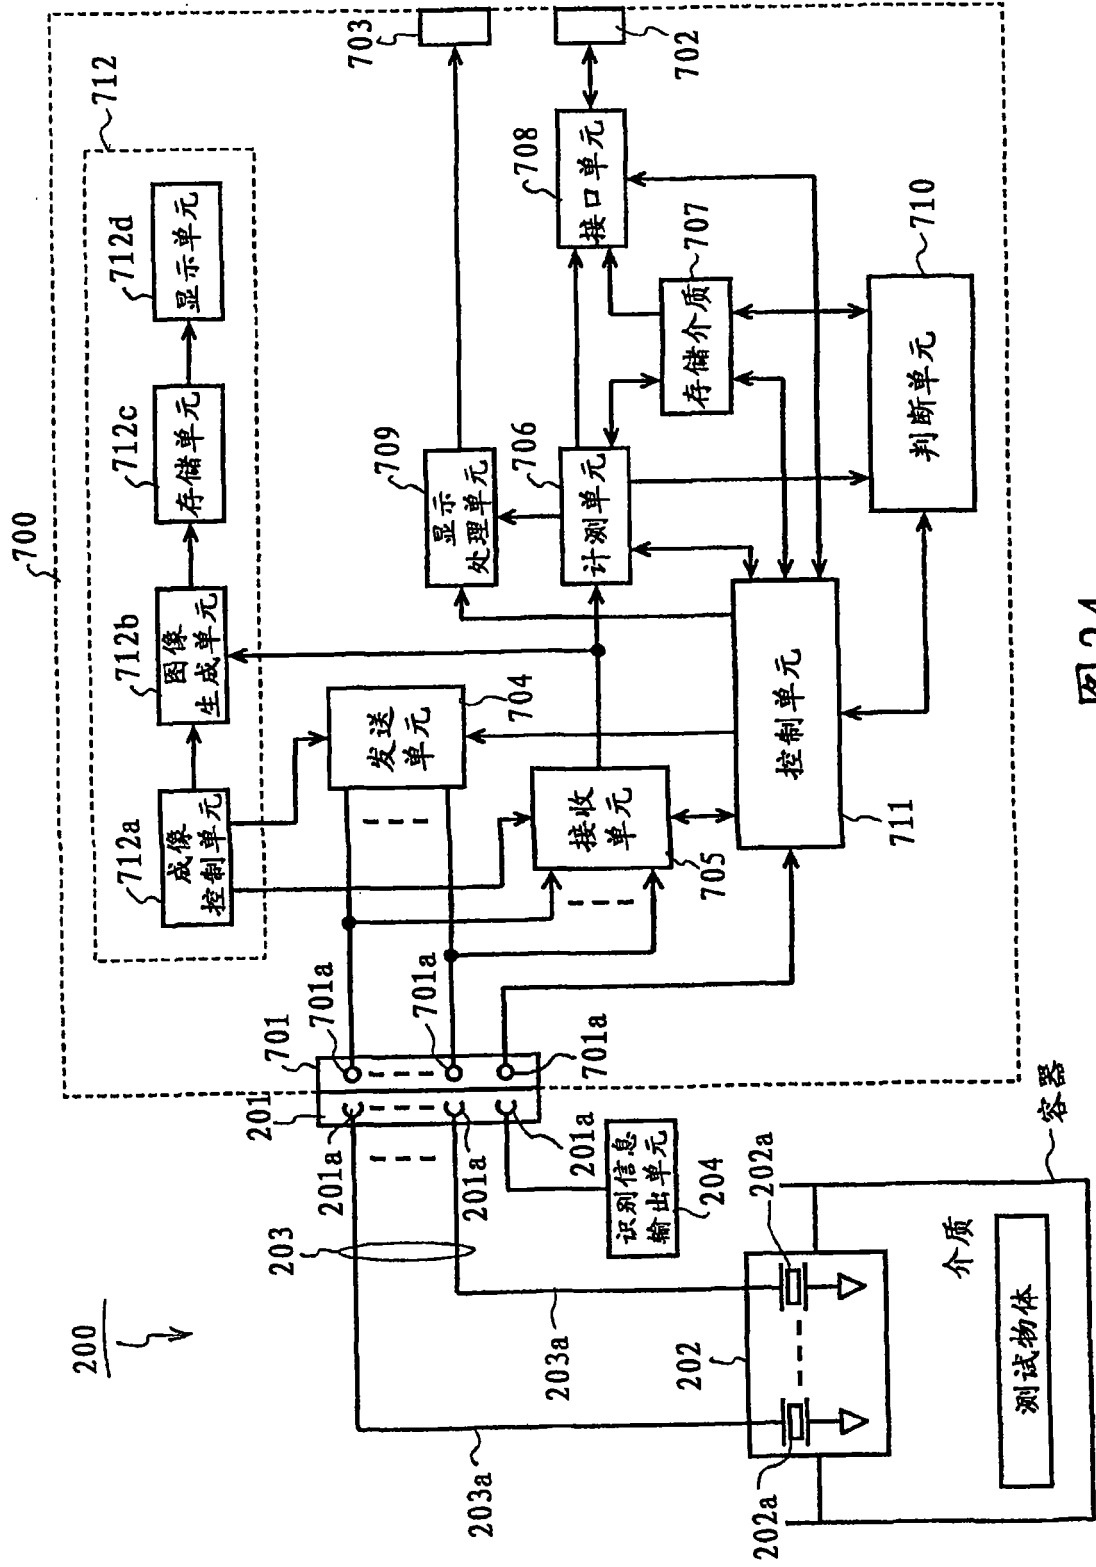 200
203a
203a
203
202
202a
202a
介质
测试物体
容器
识别信息
输出单元
204
201
201a
201a
201a
701
701a
701a
701a
700
712
712a
成像
控制单元
712b
图像
生成单元
712c
存储单元
712d
显示单元
发送
单元
704
接收
单元
705
控制单元
711
709
显示
处理单元
706
计测单元
存储介质
707
708
接口单元
判断单元
710
703
702
图24